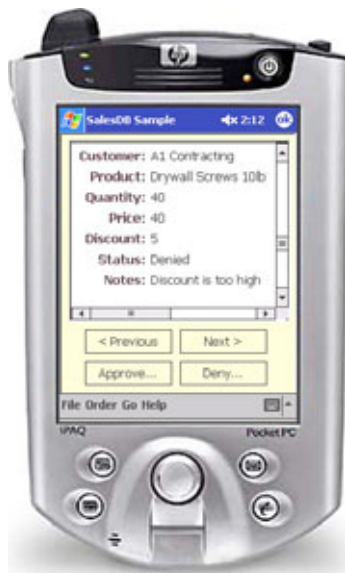 hp
SalesDB Sample 2:12 ok
Customer: A1 Contracting
Product: Drywall Screws 10lb
Quantity: 40
Price: 40
Discount: 5
Status: Denied
Notes: Discount is too high
< Previous Next >
Approve... Deny...
File Order Go Help
iPAQ Pocket PC